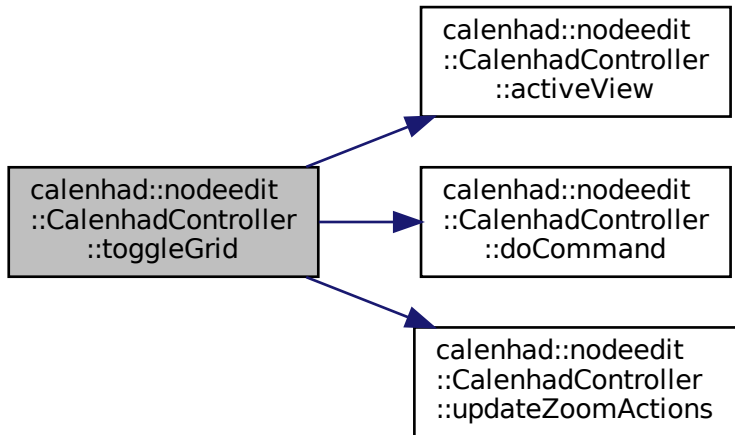 calenhad::nodeedit
::CalenhadController
::activeView
calenhad::nodeedit
::CalenhadController
::toggleGrid
calenhad::nodeedit
::CalenhadController
::doCommand
calenhad::nodeedit
::CalenhadController
::updateZoomActions